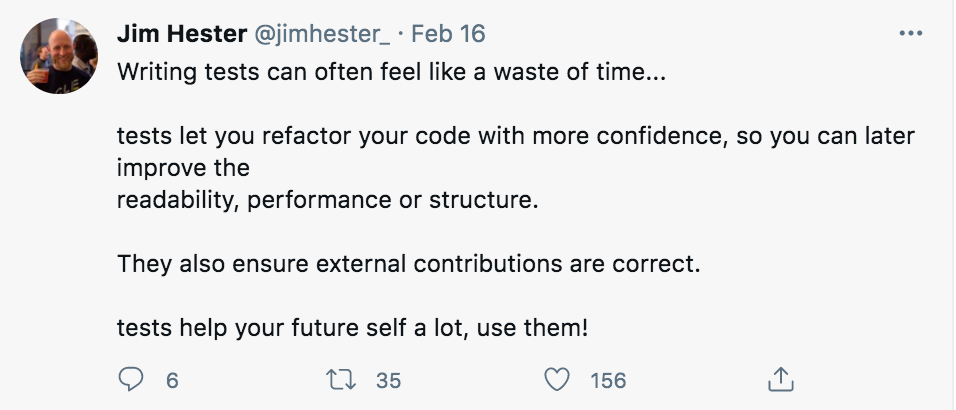 Jim Hester @jimhester_ · Feb 16
Writing tests can often feel like a waste of time...
tests let you refactor your code with more confidence, so you can later
improve the
readability, performance or structure.
They also ensure external contributions are correct.
tests help your future self a lot, use them!
6 35 156